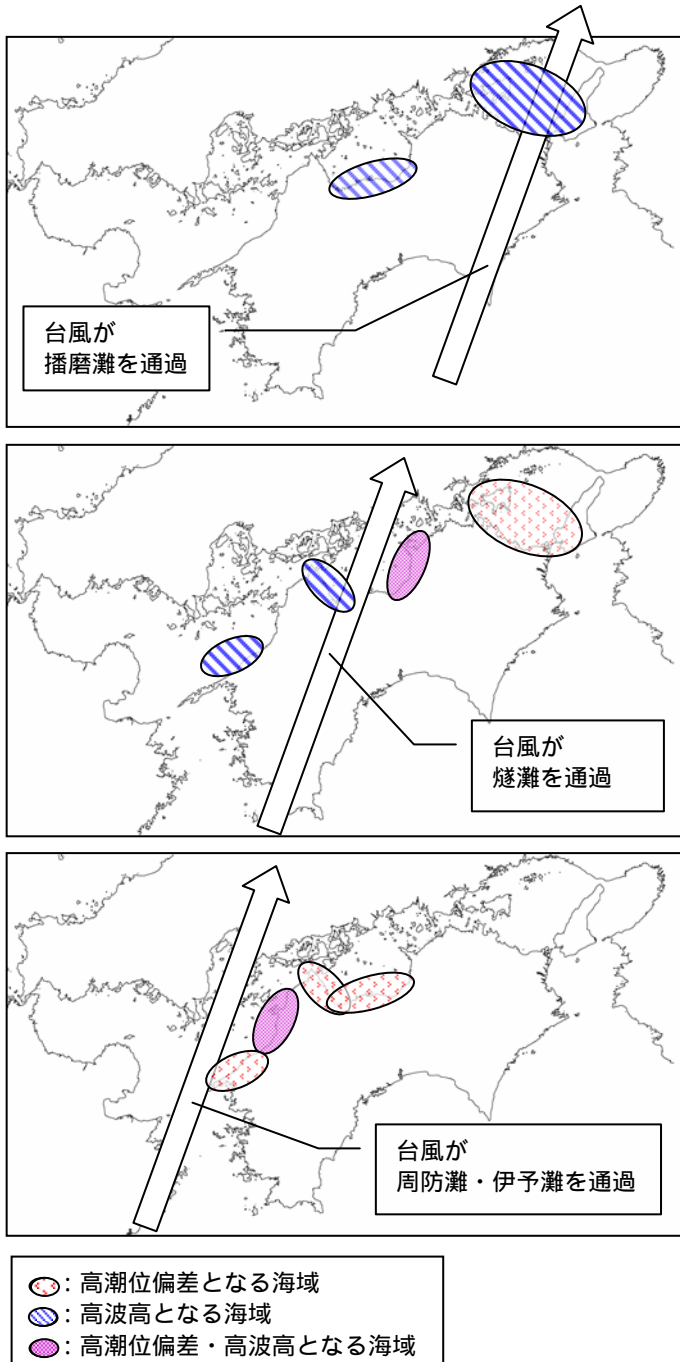 台風が
播磨灘を通過
台風が
燧灘を通過
台風が
周防灘・伊予灘を通過
：高潮位偏差となる海域
：高波高となる海域
：高潮位偏差・高波高となる海域